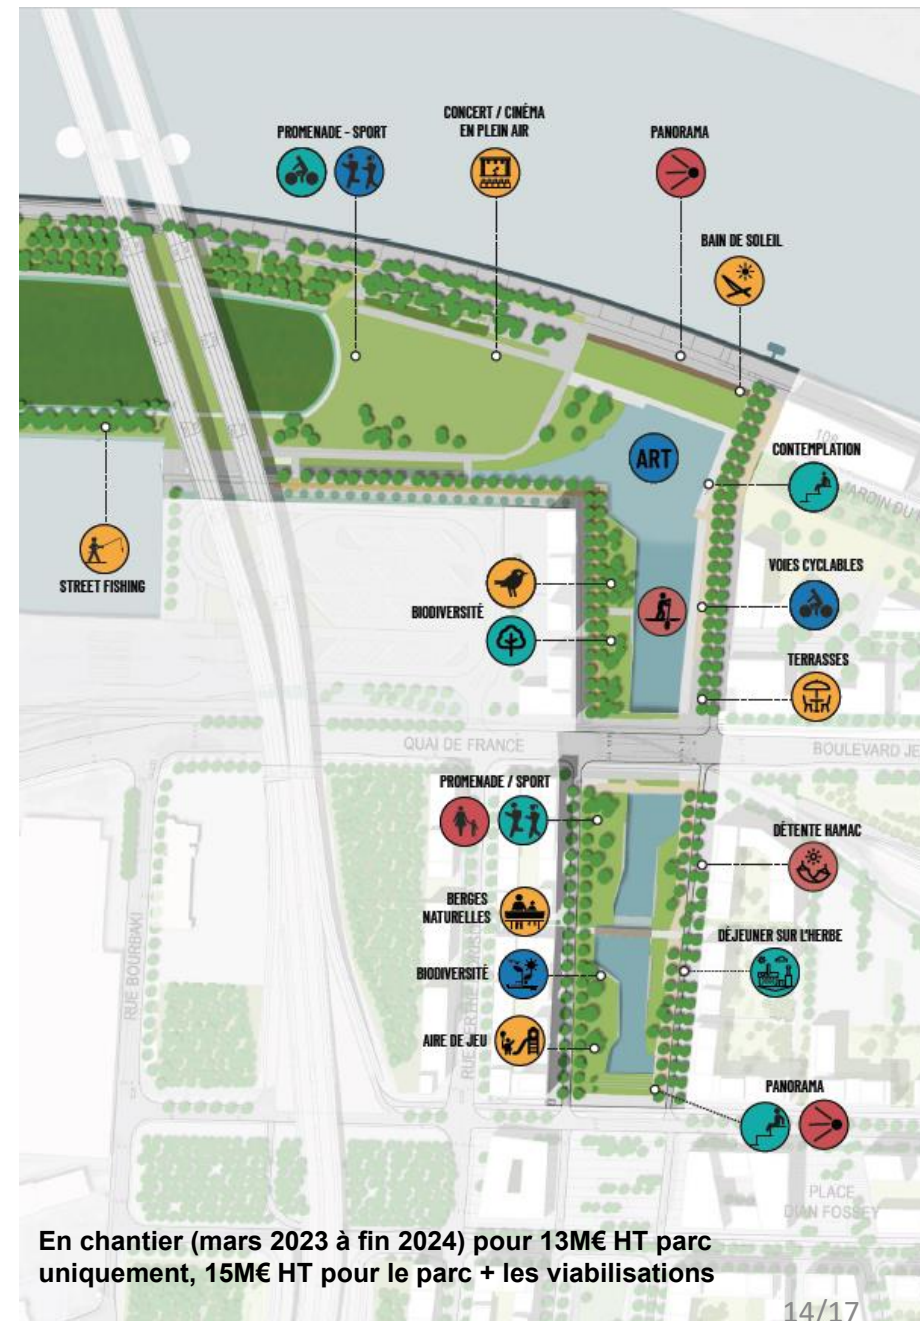 PROMENADE - SPORT
CONCERT / CINÉMA
EN PLEIN AIR
PANORAMA
BAIN DE SOLEIL
ART
CONTEMPLATION
JARDIN DU
STREET FISHING
BIODIVERSITÉ
VOIES CYCLABLES
TERRASSES
QUAI DE FRANCE
BOULEVARD JE
PROMENADE / SPORT
DÉTENTE HAMAC
BERGES
NATURELLES
DÉJEUNER SUR L'HERBE
BIODIVERSITÉ
RUE BOURBAKI
AIRE DE JEU
PANORAMA
PLACE
DIAN FOSSEY
En chantier (mars 2023 à fin 2024) pour 13M€ HT parc
uniquement, 15M€ HT pour le parc + les viabilisations
14/17